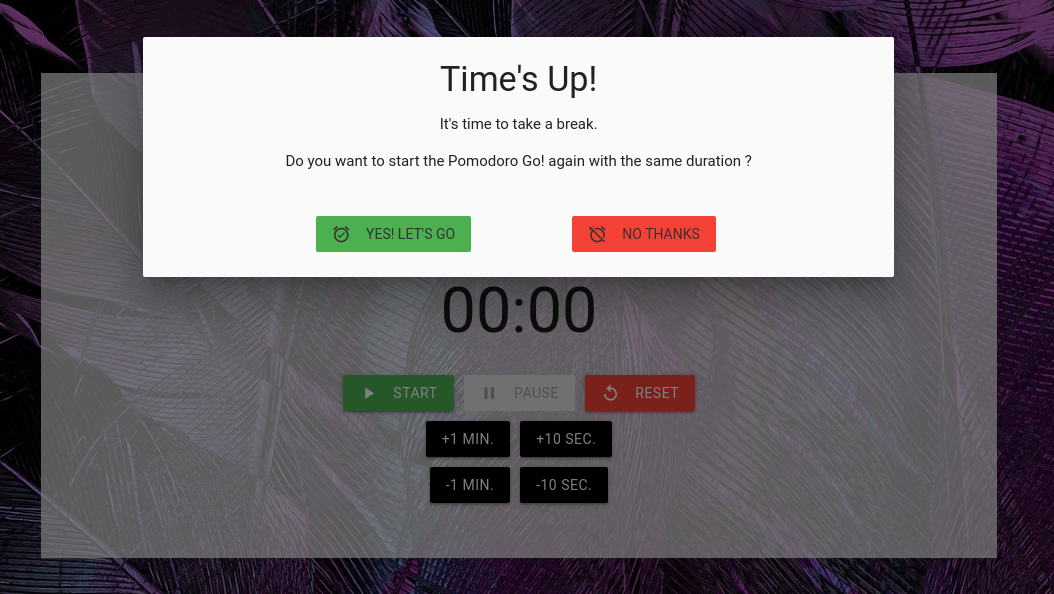 Time's Up!
It's time to take a break.
Do you want to start the Pomodoro Go! again with the same duration ?
YES! LET'S GO NO THANKS
00:00
START PAUSE RESET
+1 MIN. +10 SEC.
-1 MIN. -10 SEC.